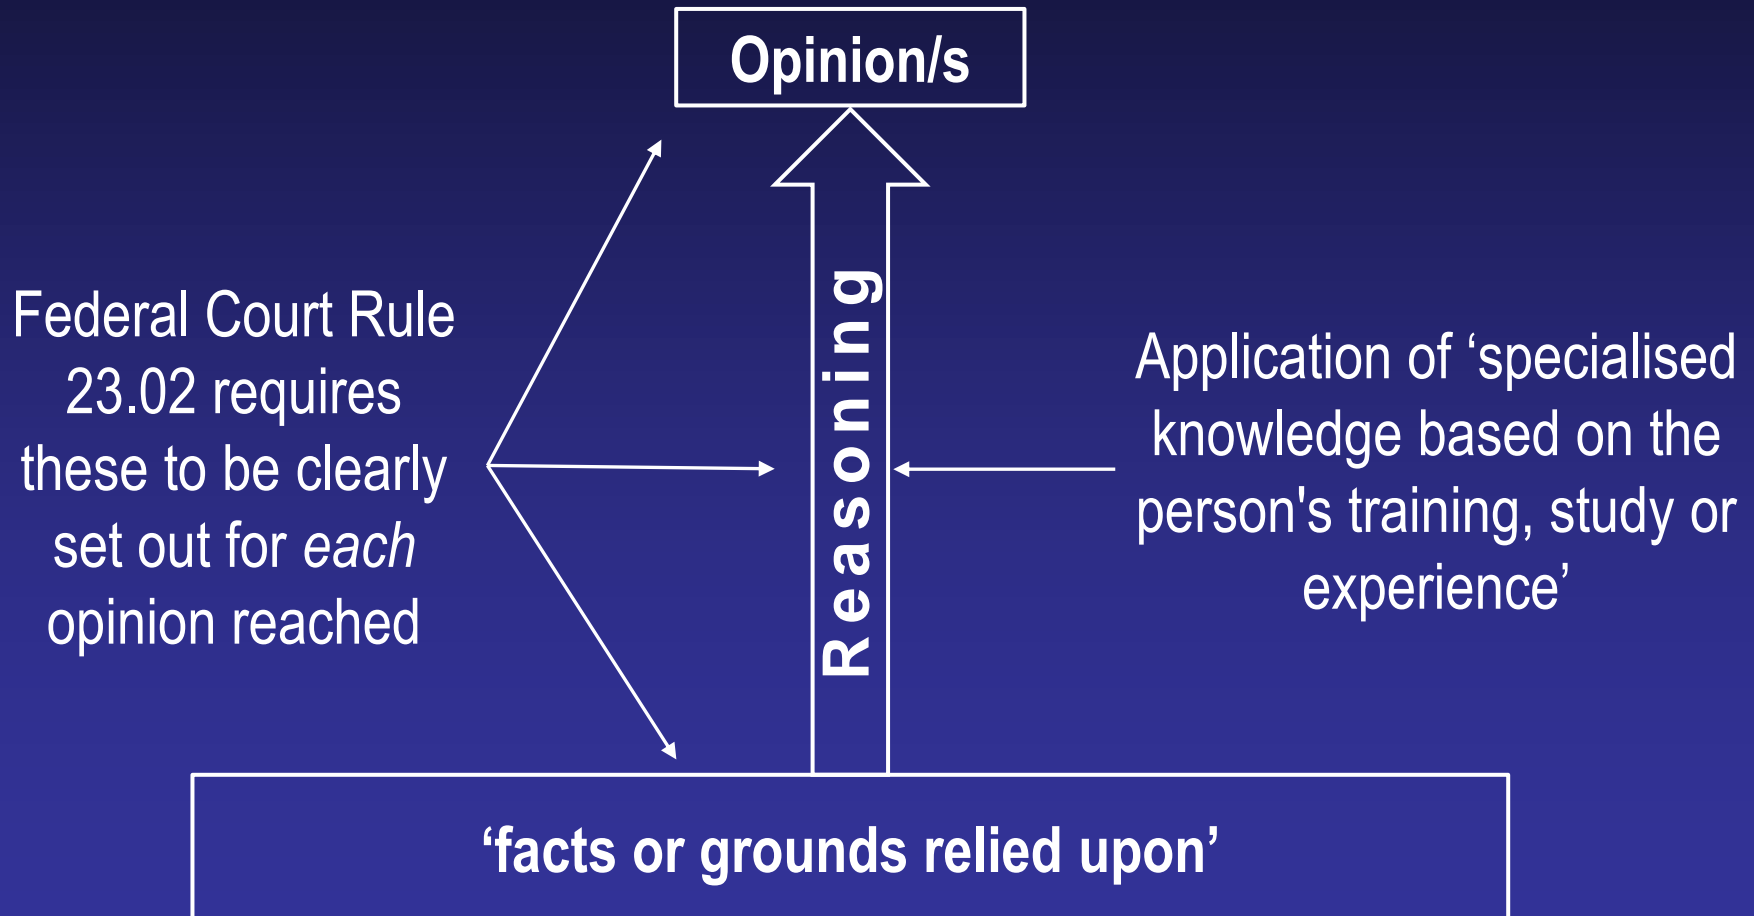 Opinion/s
Federal Court Rule
23.02 requires
these to be clearly
set out for each
opinion reached
Reasoning
Application of ‘specialised
knowledge based on the
person's training, study or
experience’
‘facts or grounds relied upon’